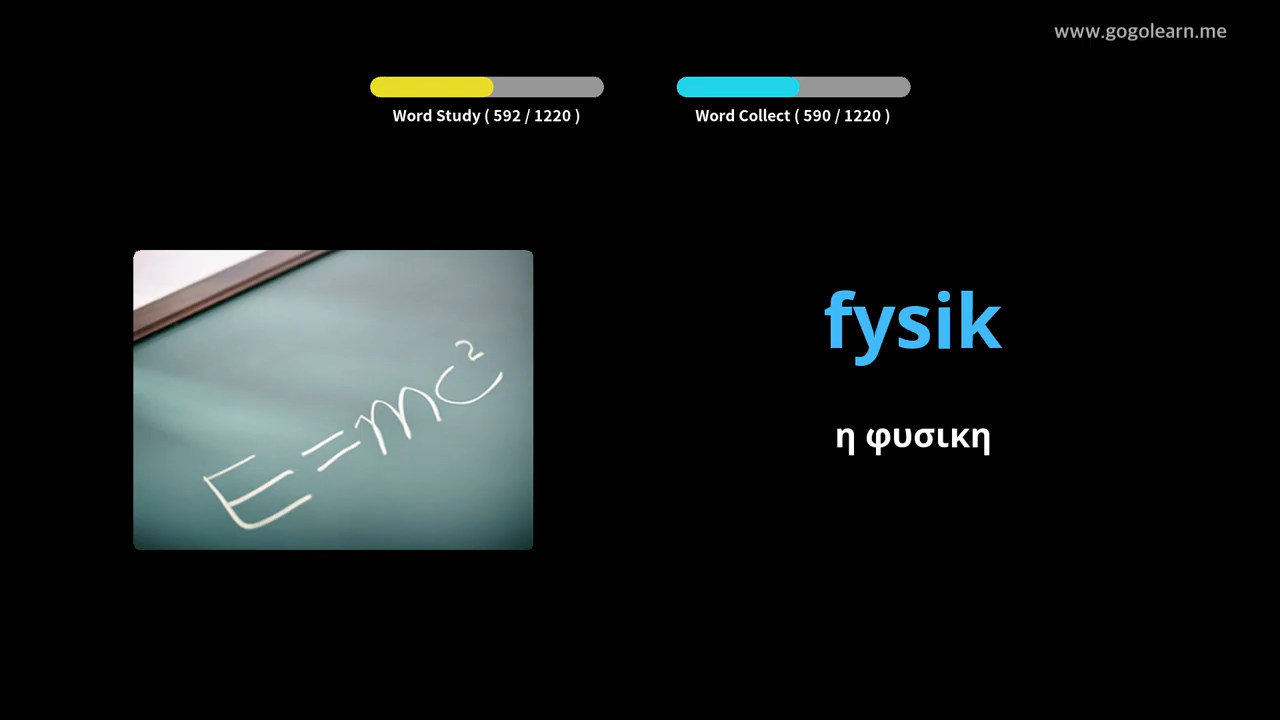 www.gogolearn.me
Word Study ( 592 / 1220 )
Word Collect ( 590 / 1220 )
E=mc²
fysik
η φυσικη